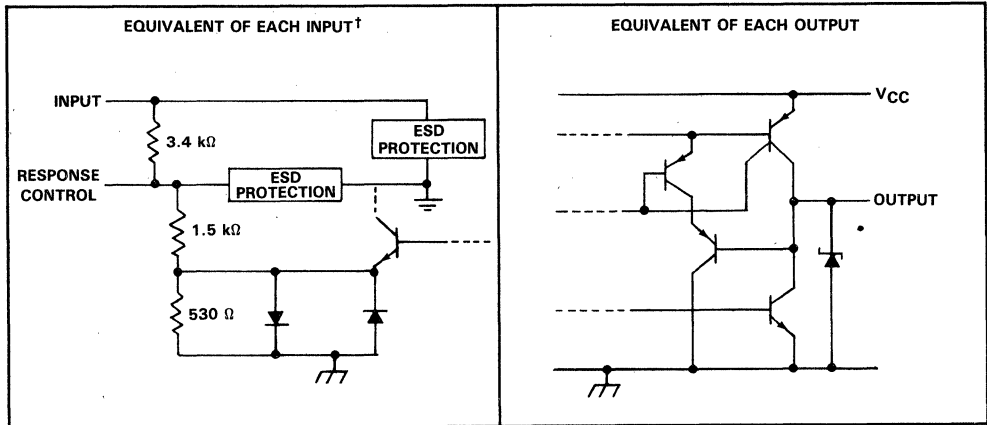 EQUIVALENT OF EACH INPUT†
INPUT
3.4 kΩ
ESD
PROTECTION
RESPONSE
CONTROL
ESD
PROTECTION
1.5 kΩ
530 Ω
EQUIVALENT OF EACH OUTPUT
VCC
OUTPUT